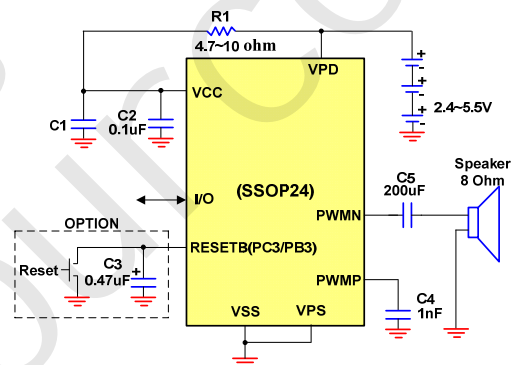 R1
4.7~10 ohm
VPD
VCC
C1
C2
0.1uF
+
-
+
-
+
-
2.4~5.5V
I/O
(SSOP24)
C5
200uF
Speaker
8 Ohm
PWMN
OPTION
Reset
RESETB(PC3/PB3)
C3
+
0.47uF
PWMP
C4
1nF
VSS
VPS